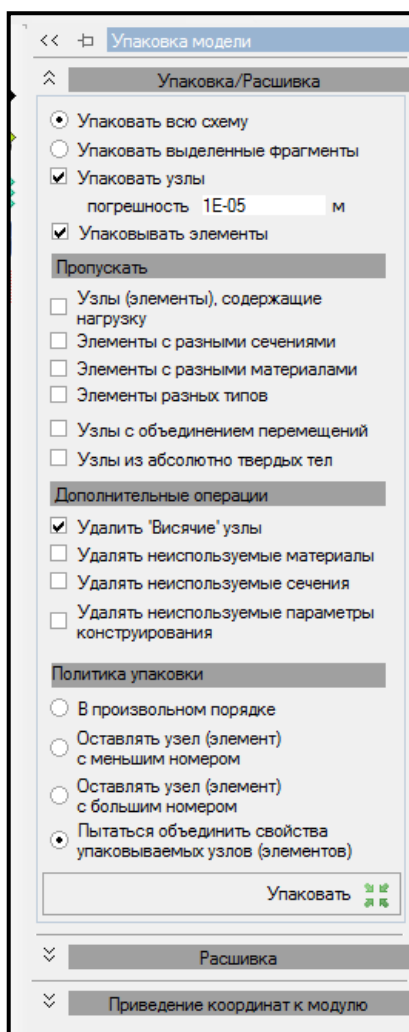 << Упаковка модели
Упаковка/Расшивка
Упаковать всю схему
Упаковать выделенные фрагменты
Упаковать узлы
погрешность 1E-05 м
Упаковывать элементы
Пропускать
Узлы (элементы), содержащие
нагрузку
Элементы с разными сечениями
Элементы с разными материалами
Элементы разных типов
Узлы с объединением перемещений
Узлы из абсолютно твердых тел
Дополнительные операции
Удалить 'Висячие' узлы
Удалять неиспользуемые материалы
Удалять неиспользуемые сечения
Удалять неиспользуемые параметры
конструирования
Политика упаковки
В произвольном порядке
Оставлять узел (элемент)
с меньшим номером
Оставлять узел (элемент)
с большим номером
Пытаться объединить свойства
упаковываемых узлов (элементов)
Упаковать
Расшивка
Приведение координат к модулю